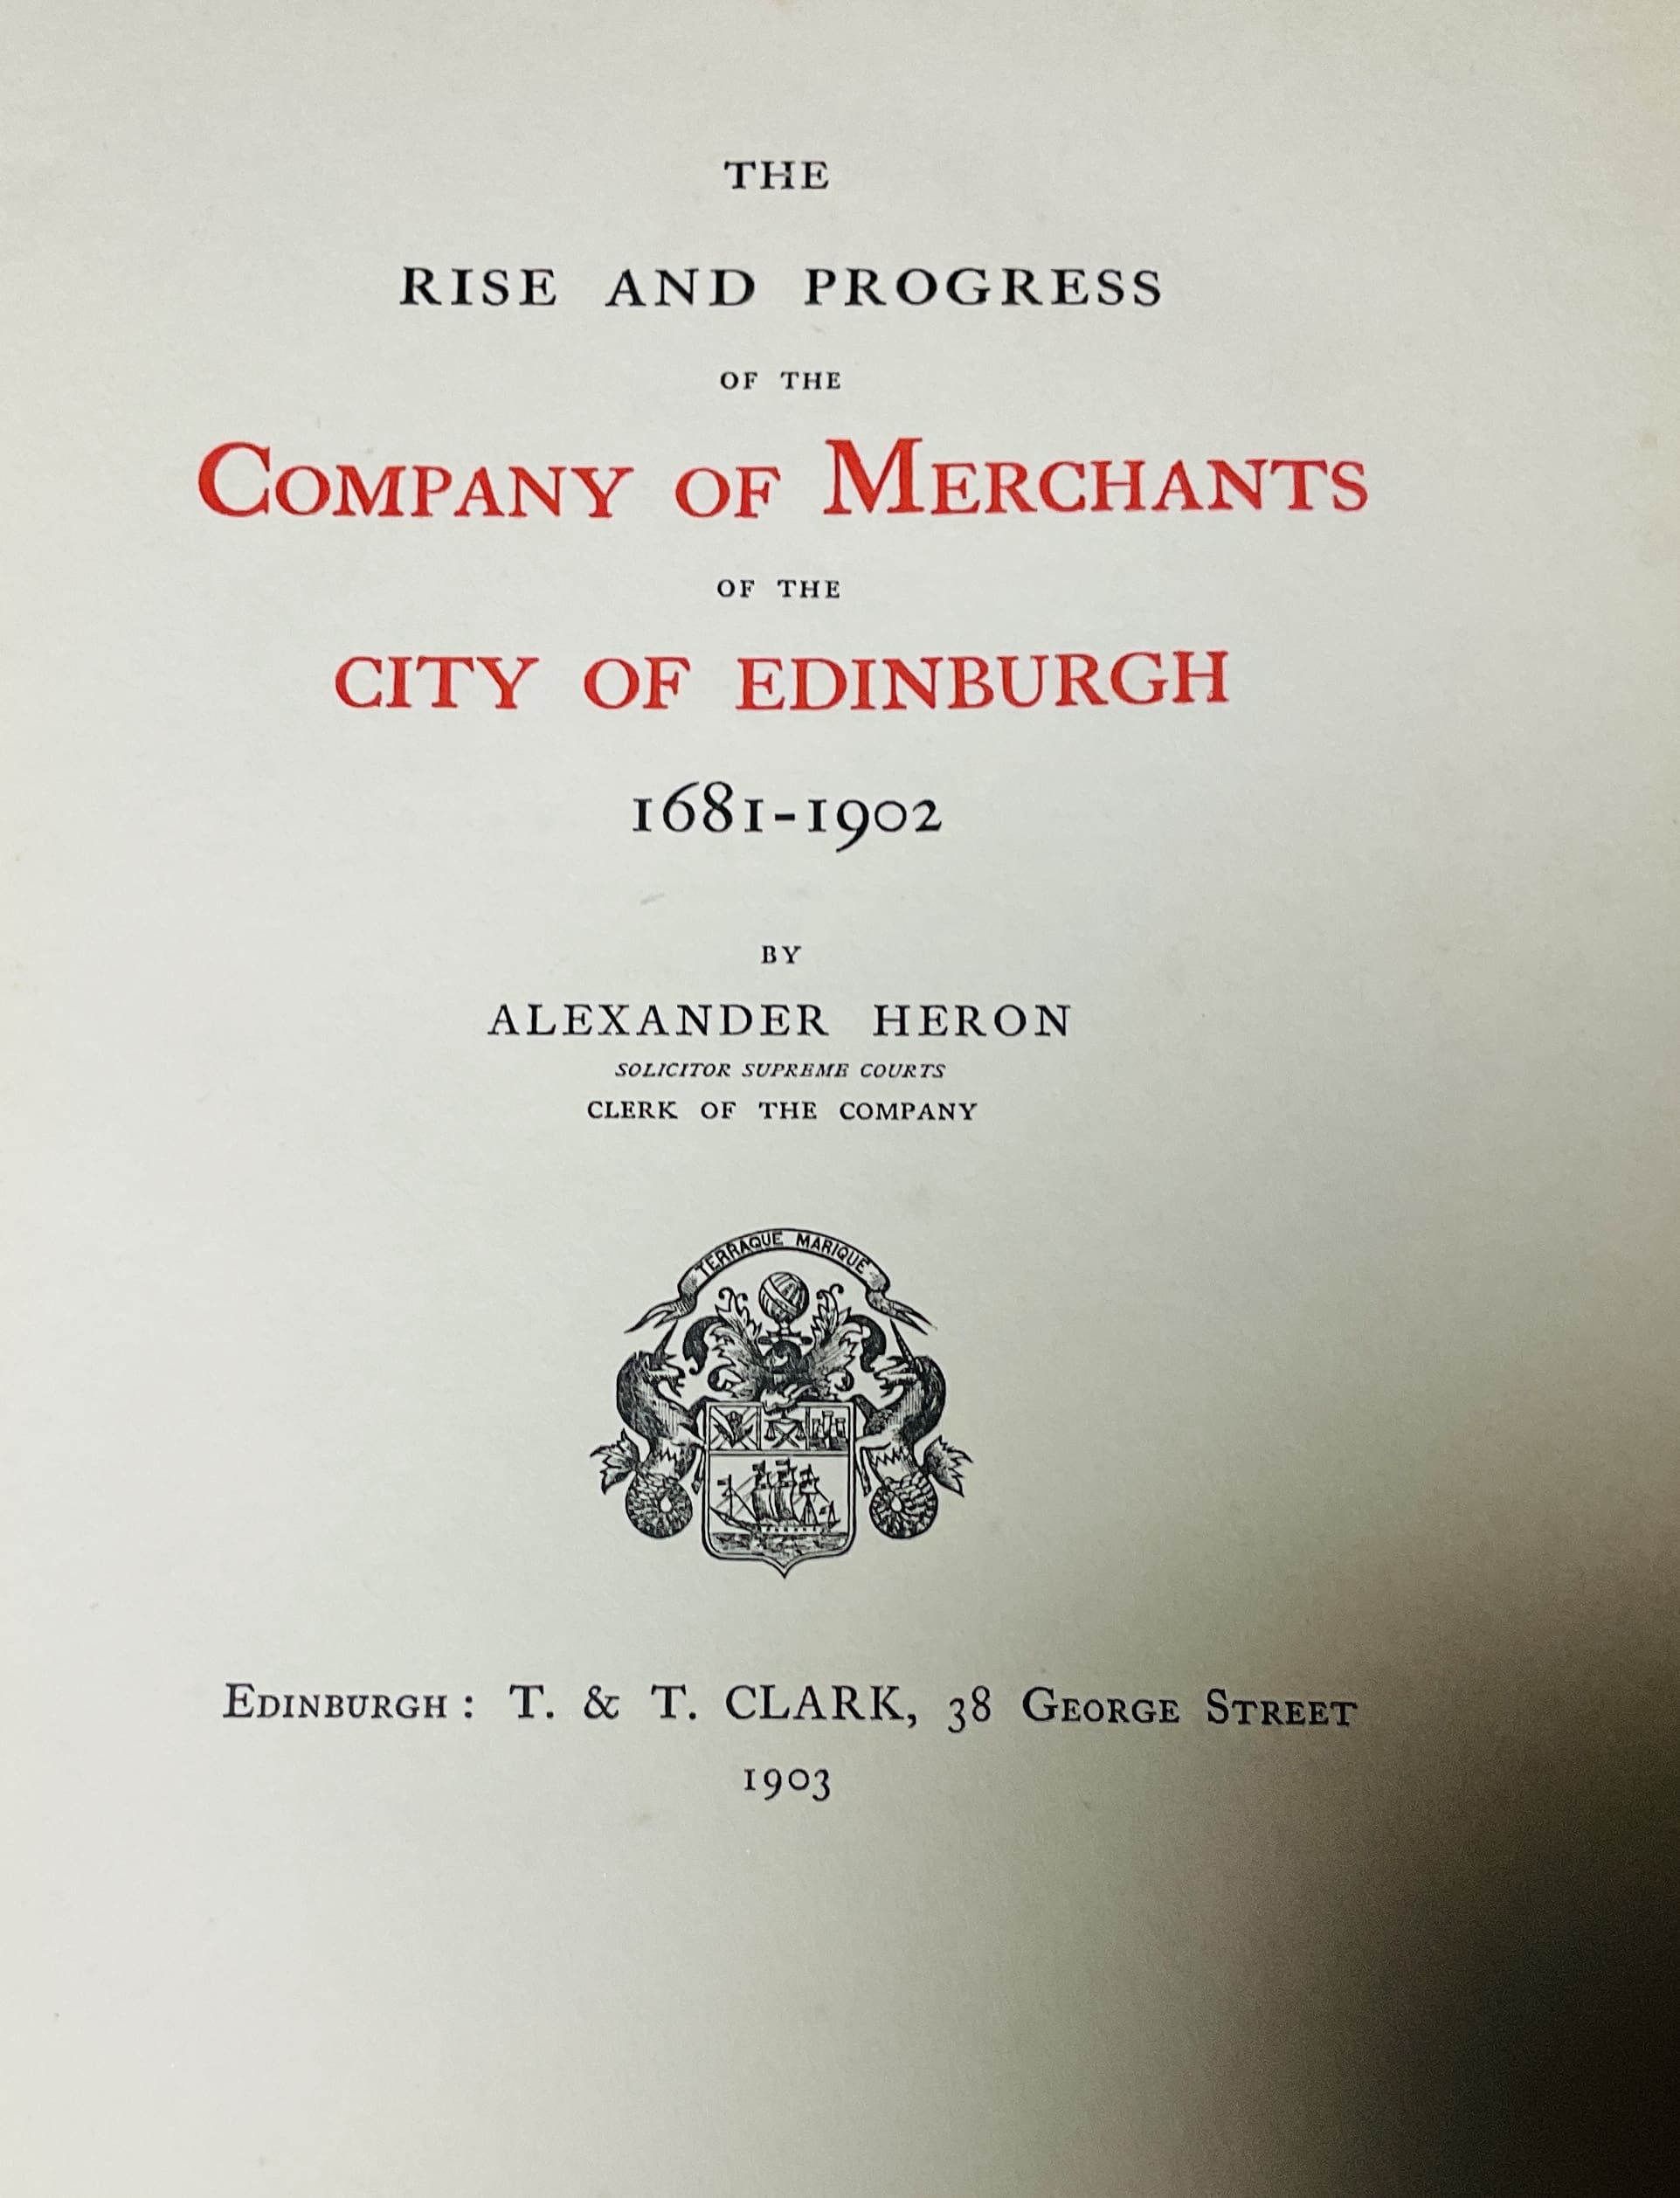 THE
RISE AND PROGRESS
OF THE
COMPANY OF MERCHANTS
OF THE
CITY OF EDINBURGH
1681-1902
BY
ALEXANDER HERON
SOLICITOR SUPREME COURTS
CLERK OF THE COMPANY
TERRAQUE MARIQUE
EDINBURGH: T. & T. CLARK, 38 GEORGE STREET
1903